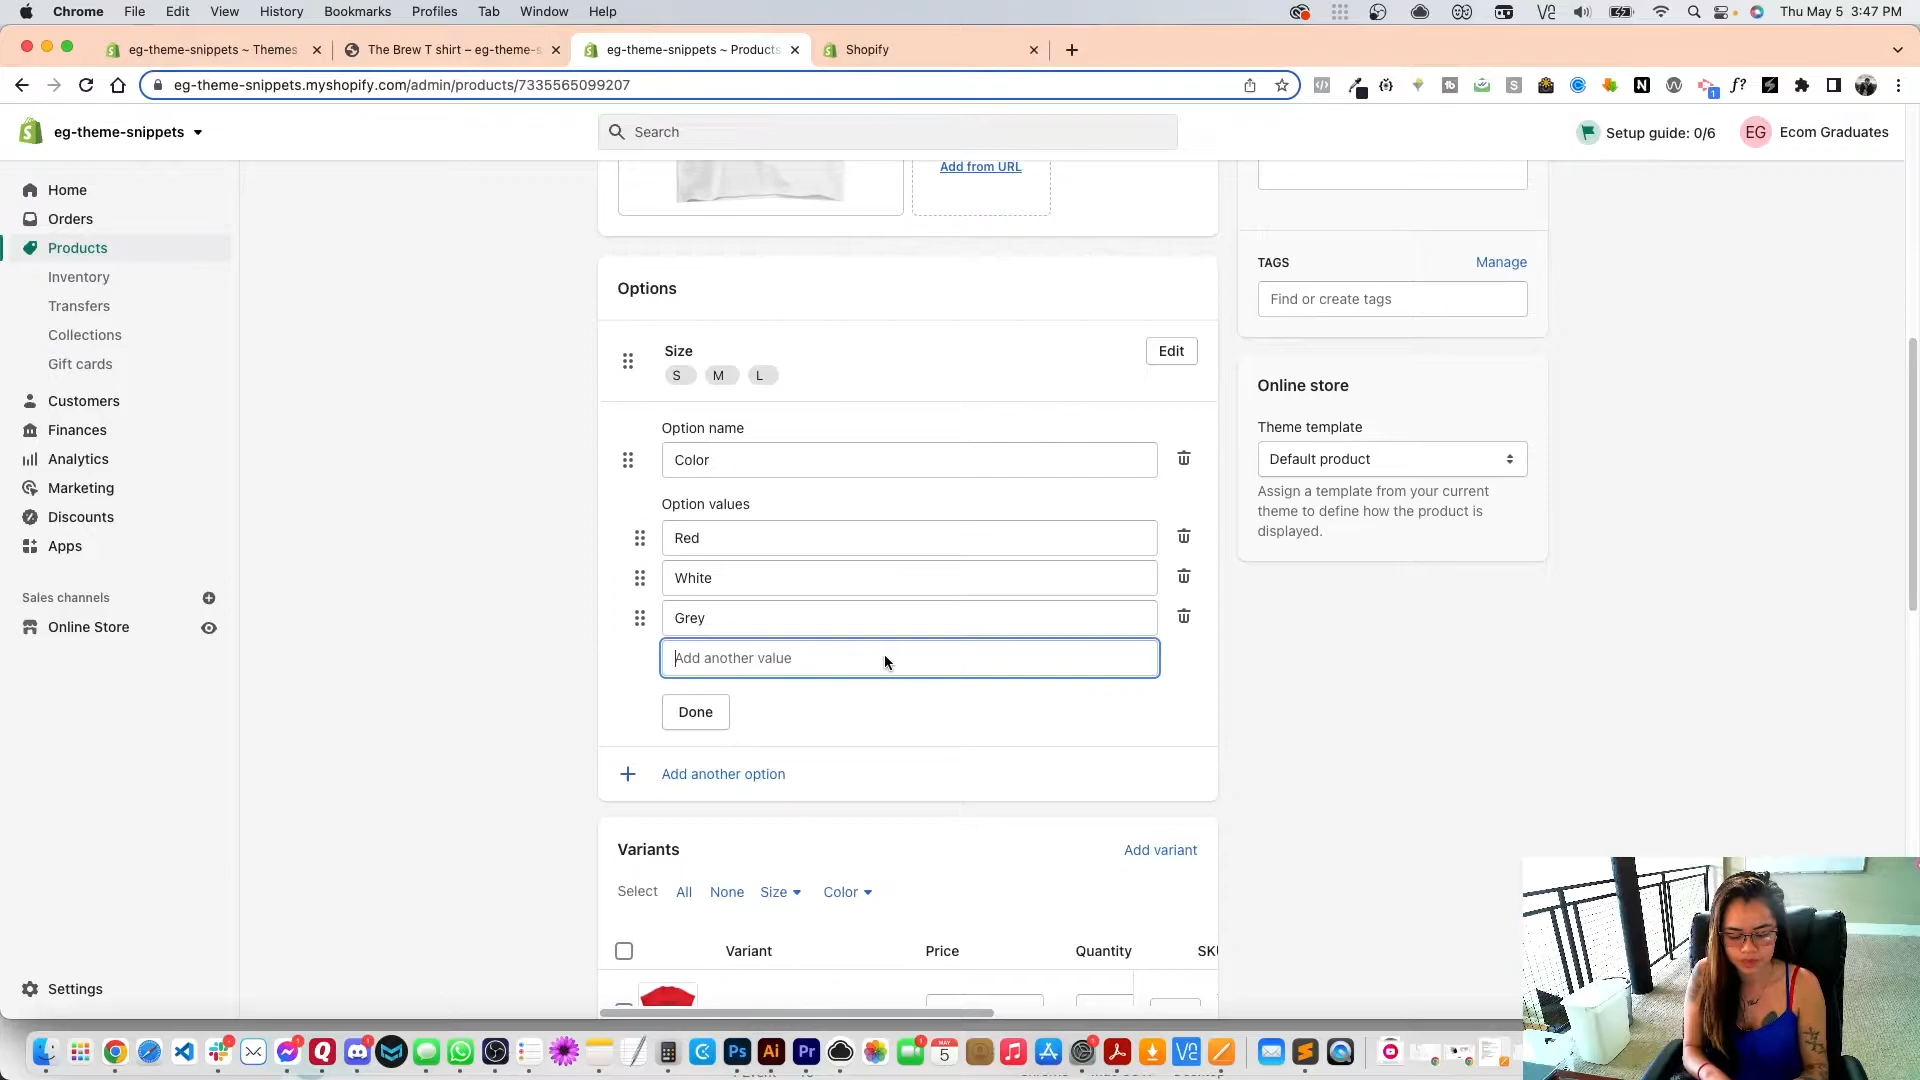 Chrome File Edit View History Bookmarks Profiles Tab Window Help Thu May 5 3:47 PM
eg-theme-snippets ~ Themes
The Brew T shirt – eg-theme-s
eg-theme-snippets ~ Products
Shopify
eg-theme-snippets.myshopify.com/admin/products/7335565099207
eg-theme-snippets
Search
Setup guide: 0/6
EG Ecom Graduates
Home
Orders
Products
Inventory
Transfers
Collections
Gift cards
Customers
Finances
Analytics
Marketing
Discounts
Apps
Sales channels
Online Store
Settings
Add from URL
Options
Size
Edit
S M L
Option name
Color
Option values
Red
White
Grey
Add another value
Done
Add another option
Variants
Add variant
Select All None Size Color
Variant Price Quantity SKU
TAGS
Manage
Find or create tags
Online store
Theme template
Default product
Assign a template from your current
theme to define how the product is
displayed.